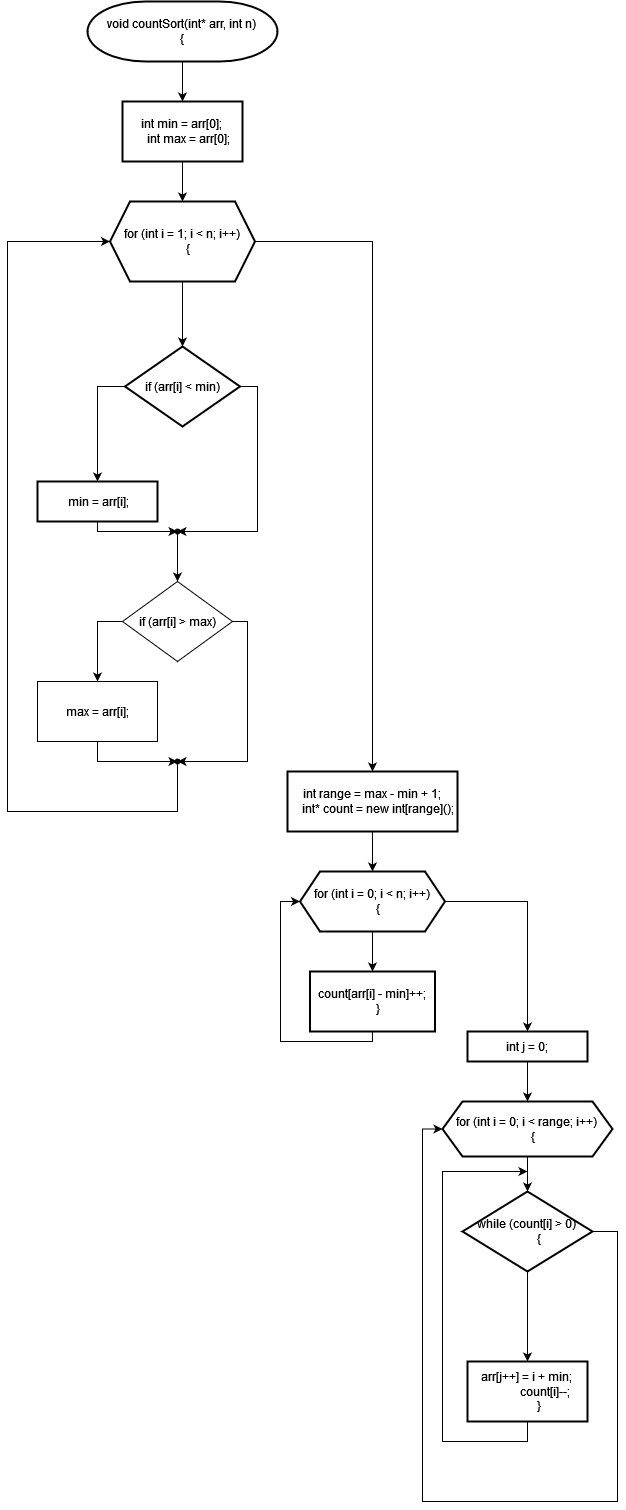 void countSort(int* arr, int n)
{
int min = arr[0];
int max = arr[0];
for (int i = 1; i < n; i++)
{
if (arr[i] < min)
min = arr[i];
if (arr[i] > max)
max = arr[i];
int range = max - min + 1;
int* count = new int[range]();
for (int i = 0; i < n; i++)
{
count[arr[i] - min]++;
}
int j = 0;
for (int i = 0; i < range; i++)
{
while (count[i] > 0)
{
arr[j++] = i + min;
count[i]--;
}